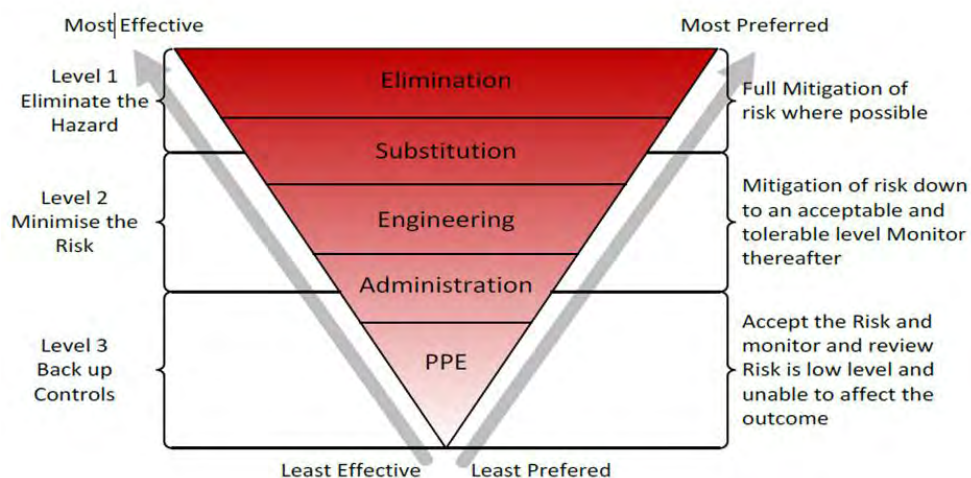 Most Effective
Most Preferred
Level 1
Eliminate the
Hazard
Elimination
Full Mitigation of
risk where possible
Substitution
Level 2
Minimise the
Risk
Engineering
Mitigation of risk down
to an acceptable and
tolerable level Monitor
thereafter
Administration
Level 3
Back up
Controls
PPE
Accept the Risk and
monitor and review
Risk is low level and
unable to affect the
outcome
Least Effective
Least Prefered